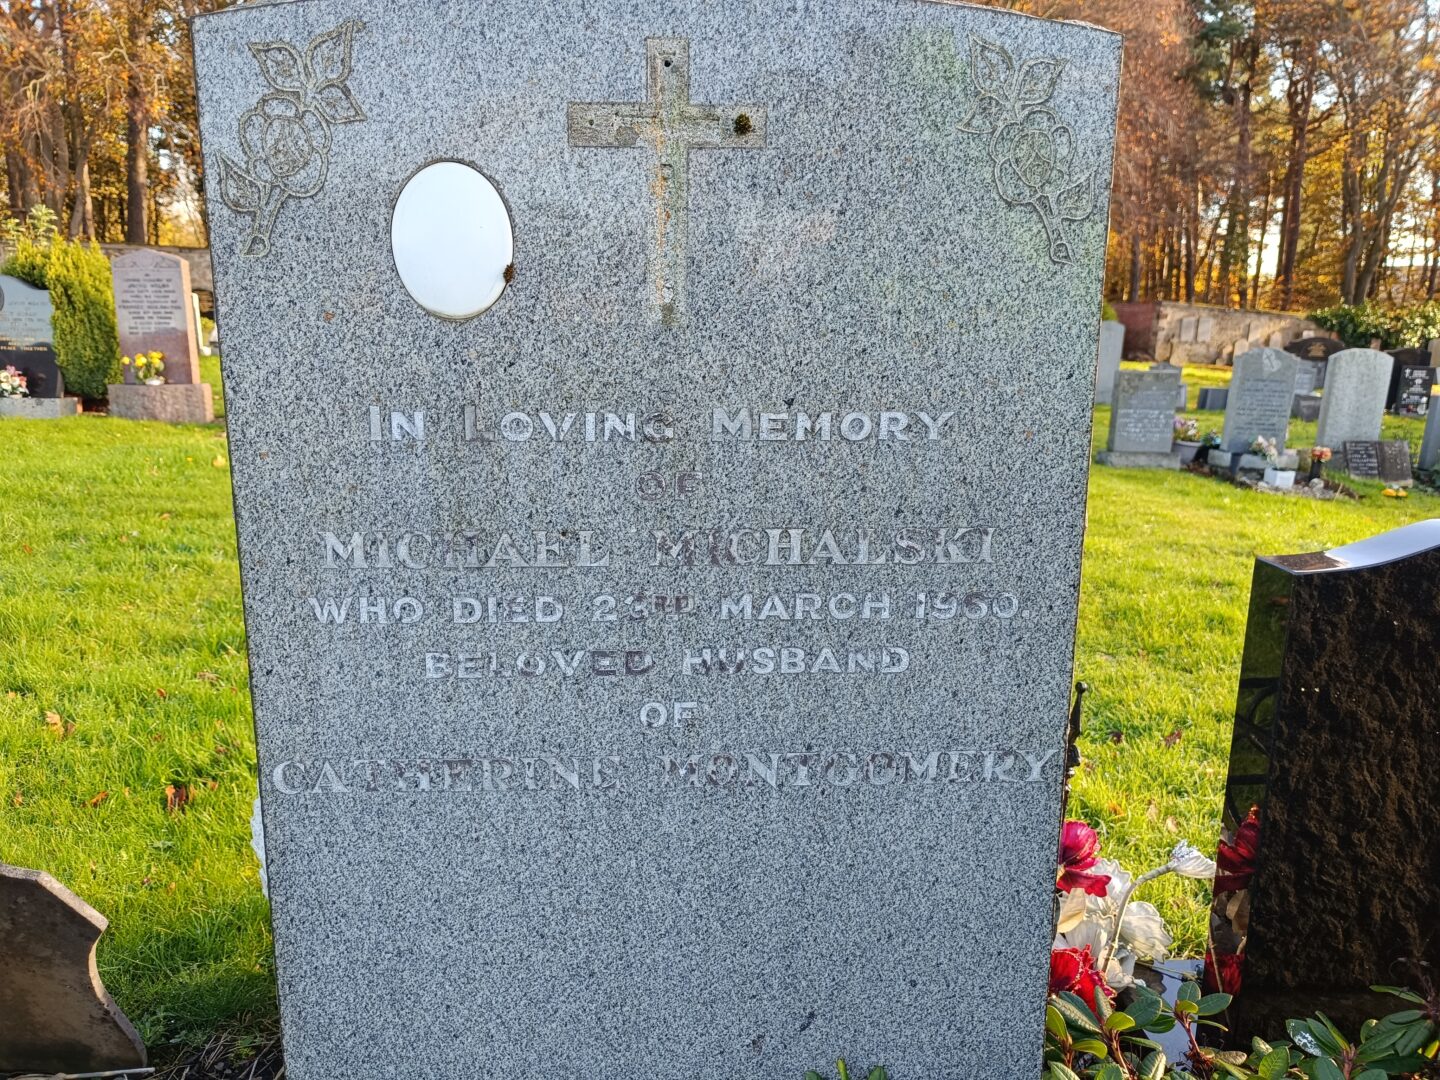 IN LOVING MEMORY
OF
MICHAEL MICHALSKI
WHO DIED 23RD MARCH 1960.
BELOVED HUSBAND
OF
CATHERINE MONTGOMERY